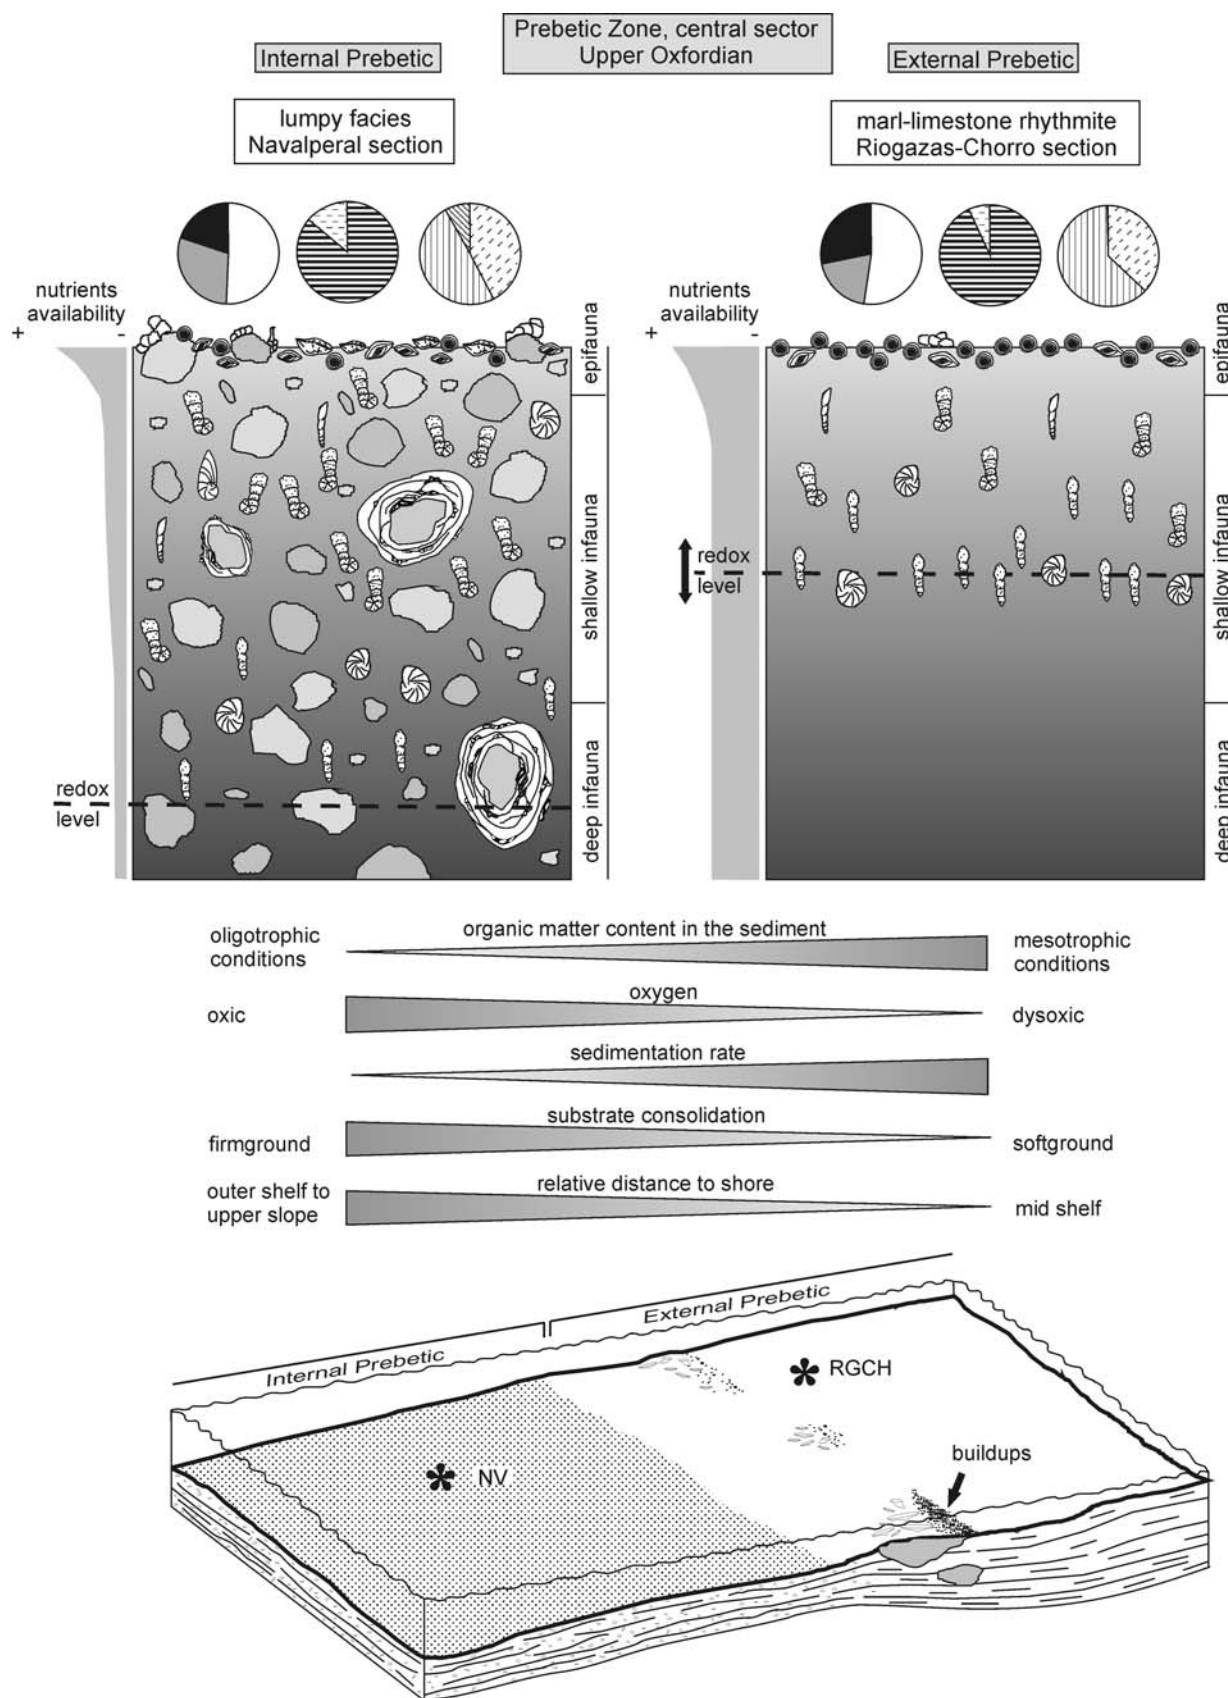 Prebetic Zone, central sector
Upper Oxfordian
Internal Prebetic
External Prebetic
lumpy facies
Navalperal section
marl-limestone rhythmite
Riogazas-Chorro section
nutrients
availability
+
-
epifauna
shallow infauna
deep infauna
redox
level
nutrients
availability
+
-
epifauna
shallow infauna
deep infauna
redox
level
oligotrophic
conditions
organic matter content in the sediment
mesotrophic
conditions
oxic
oxygen
dysoxic
sedimentation rate
firmground
substrate consolidation
softground
outer shelf to
upper slope
relative distance to shore
mid shelf
Internal Prebetic
External Prebetic
RGCH
NV
buildups